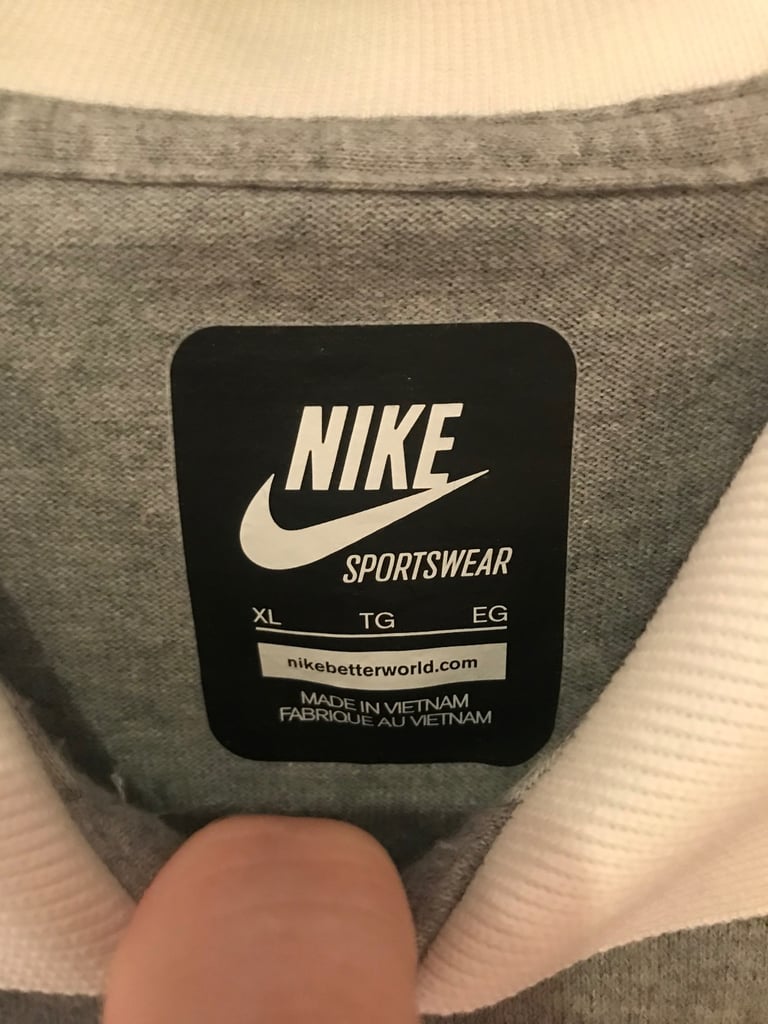 NIKE
SPORTSWEAR
XL TG EG
nikebetterworld.com
MADE IN VIETNAM
FABRIQUE AU VIETNAM